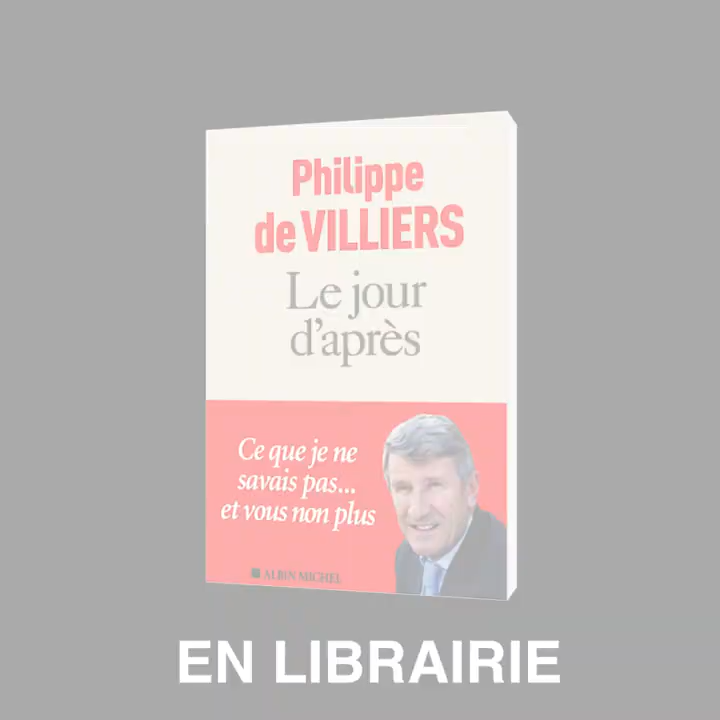 Philippe
de VILLIERS
Le jour
d'après
Ce que je ne
savais pas...
et vous non plus
ALBIN MICHEL
EN LIBRAIRIE